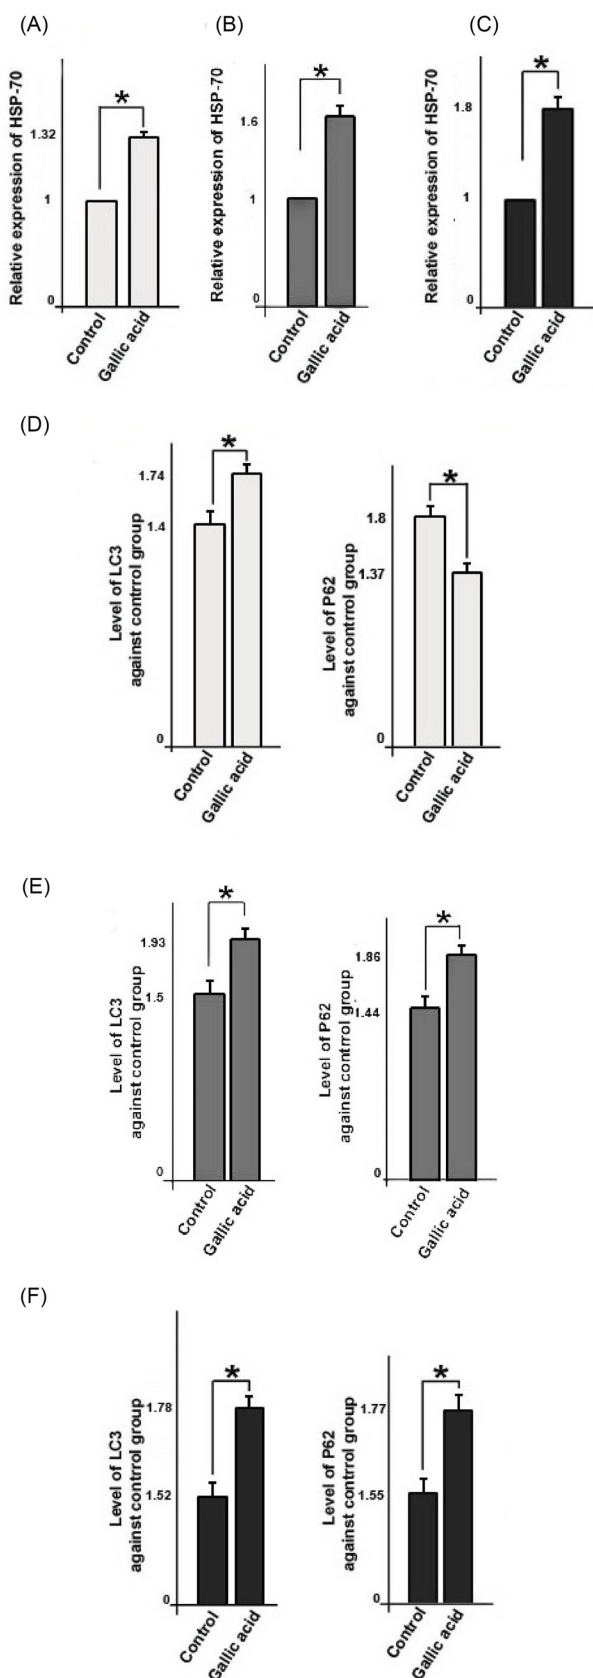 (A)
Relative expression of HSP-70
1.32
1
0
*
Control
Gallic acid
(B)
Relative expression of HSP-70
1.6
1
0
*
Control
Gallic acid
(C)
Relative expression of HSP-70
1.8
1
0
*
Control
Gallic acid
(D)
Level of LC3
against contrrol group
1.74
1.4
0
*
Control
Gallic acid
Level of P62
against contrrol group
1.8
1.37
0
*
Control
Gallic acid
(E)
Level of LC3
against contrrol group
1.93
1.5
0
*
Control
Gallic acid
Level of P62
against contrrol group
1.86
1.44
0
*
Control
Gallic acid
(F)
Level of LC3
against contrrol group
1.78
1.52
0
*
Control
Gallic acid
Level of P62
against contrrol group
1.77
1.55
0
*
Control
Gallic acid